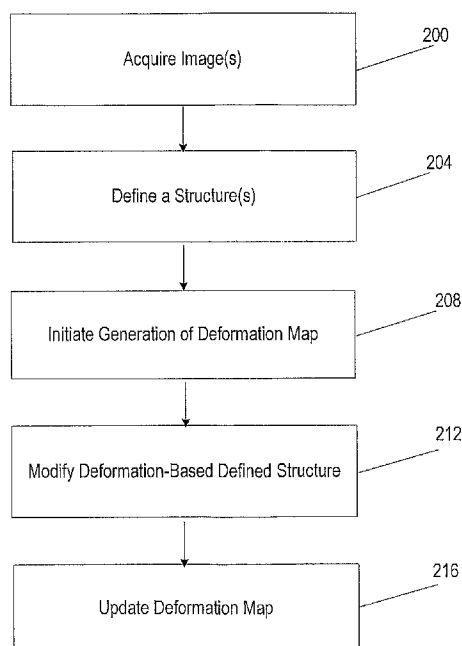 Acquire Image(s)
200
Define a Structure(s)
204
Initiate Generation of Deformation Map
208
Modify Deformation-Based Defined Structure
212
Update Deformation Map
216